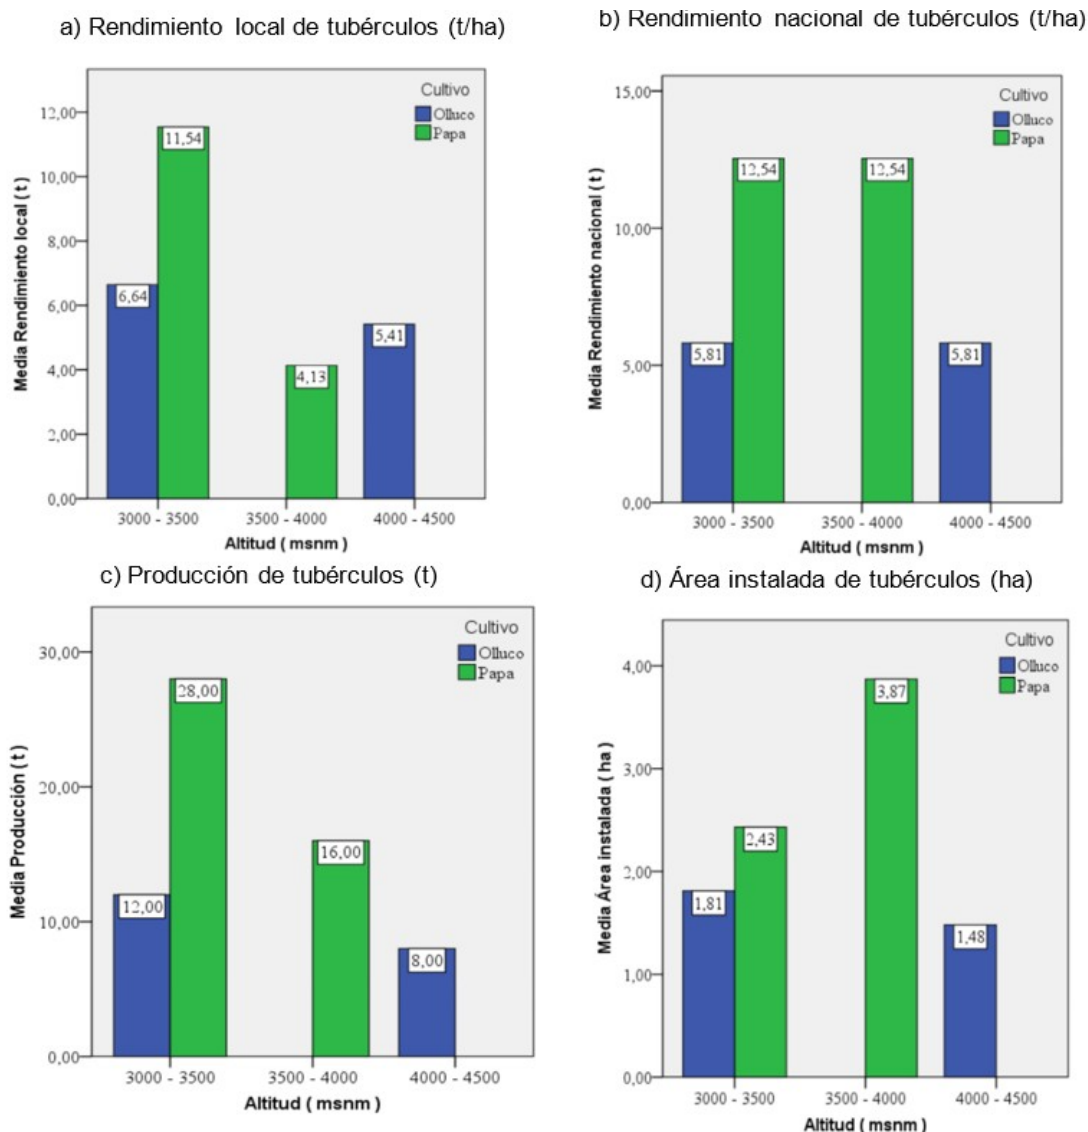 a) Rendimiento local de tubérculos (t/ha)
Cultivo
Olluco
Papa
12,00
10,00
8,00
6,00
4,00
2,00
0,00
Media Rendimiento local ( t )
11,54
6,64
4,13
5,41
3000 - 3500
3500 - 4000
4000 - 4500
Altitud ( msnm )
b) Rendimiento nacional de tubérculos (t/ha)
Cultivo
Olluco
Papa
15,00
10,00
5,00
0,00
Media Rendimiento nacional ( t )
12,54
12,54
5,81
5,81
3000 - 3500
3500 - 4000
4000 - 4500
Altitud ( msnm )
c) Producción de tubérculos (t)
Cultivo
Olluco
Papa
30,00
20,00
10,00
0,00
Media Producción ( t )
28,00
16,00
12,00
8,00
3000 - 3500
3500 - 4000
4000 - 4500
Altitud ( msnm )
d) Área instalada de tubérculos (ha)
Cultivo
Olluco
Papa
4,00
3,00
2,00
1,00
0,00
Media Área instalada ( ha )
3,87
2,43
1,81
1,48
3000 - 3500
3500 - 4000
4000 - 4500
Altitud ( msnm )